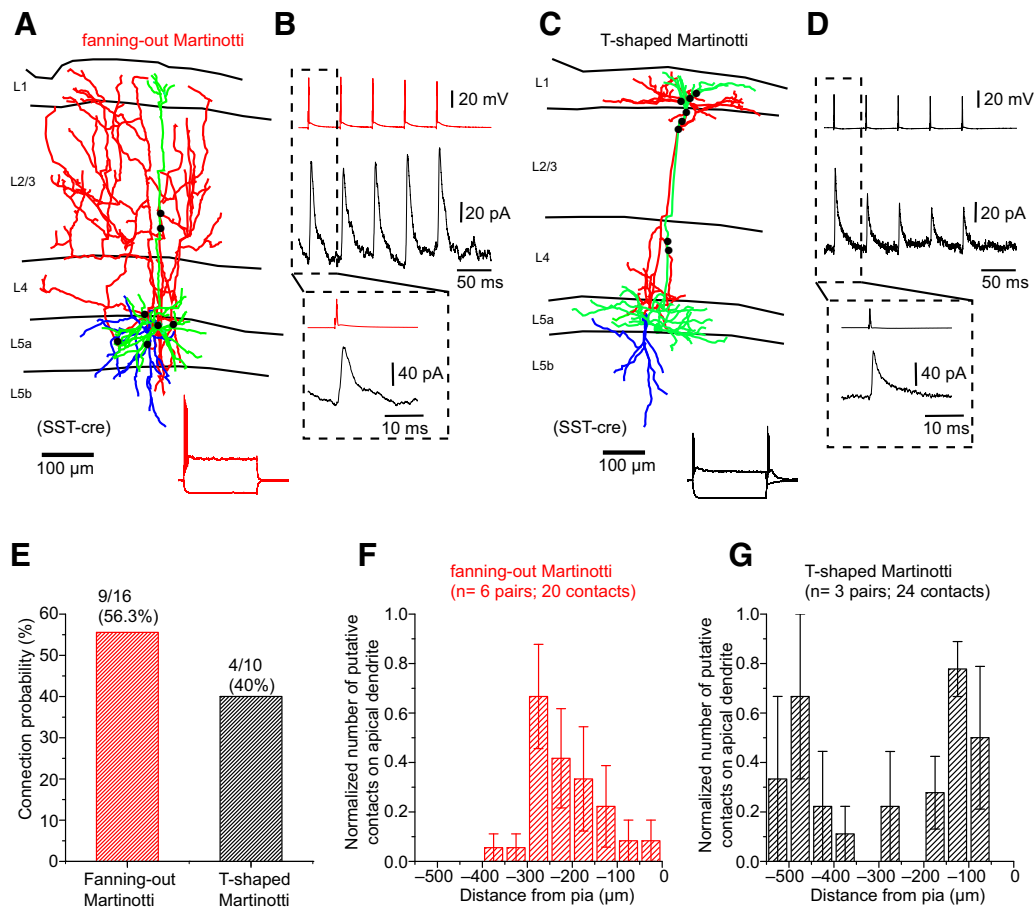 A
fanning-out Martinotti
L1
L2/3
L4
L5a
L5b
(SST-cre)
100 µm
B
20 mV
20 pA
50 ms
40 pA
10 ms
C
T-shaped Martinotti
L1
L2/3
L4
L5a
L5b
(SST-cre)
100 µm
D
20 mV
20 pA
50 ms
40 pA
10 ms
E
Connection probability (%)
60
50
40
30
20
10
0
9/16
(56.3%)
4/10
(40%)
Fanning-out
Martinotti
T-shaped
Martinotti
F
fanning-out Martinotti
(n= 6 pairs; 20 contacts)
Normalized number of putative
contacts on apical dendrite
1.0
0.8
0.6
0.4
0.2
0.0
–500 –400 –300 –200 –100 0
Distance from pia (µm)
G
T-shaped Martinotti
(n= 3 pairs; 24 contacts)
Normalized number of putative
contacts on apical dendrite
1.0
0.8
0.6
0.4
0.2
0.0
–500 –400 –300 –200 –100 0
Distance from pia (µm)